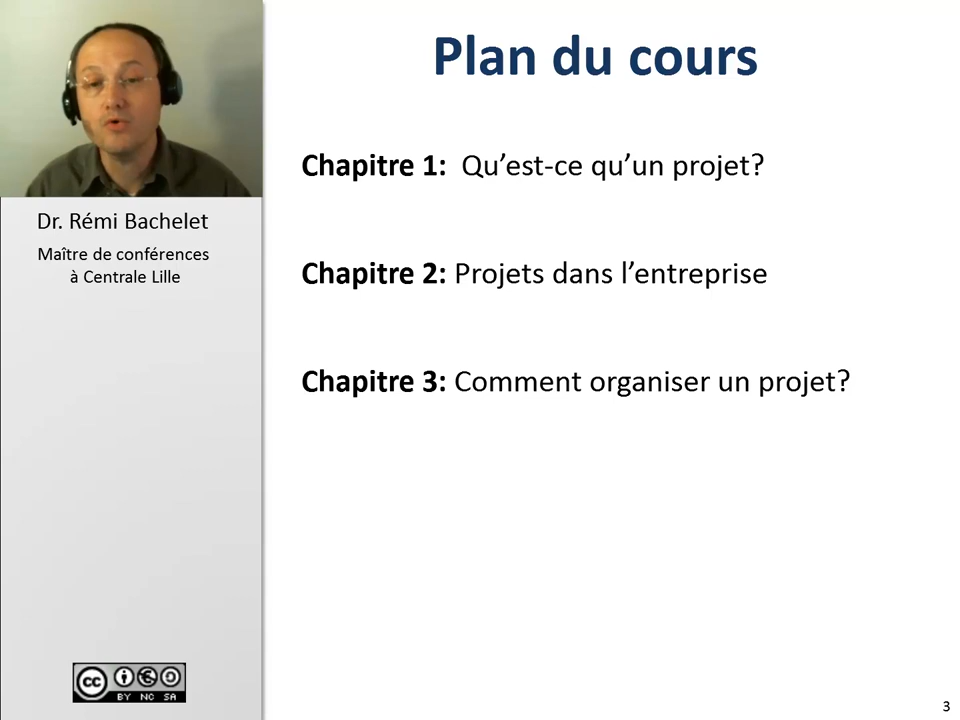 Plan du cours
Chapitre 1:  Qu’est-ce qu’un projet?
Chapitre 2: Projets dans l’entreprise
Chapitre 3: Comment organiser un projet?
Dr. Rémi Bachelet
Maître de conférences
à Centrale Lille
cc
BY NC SA
3